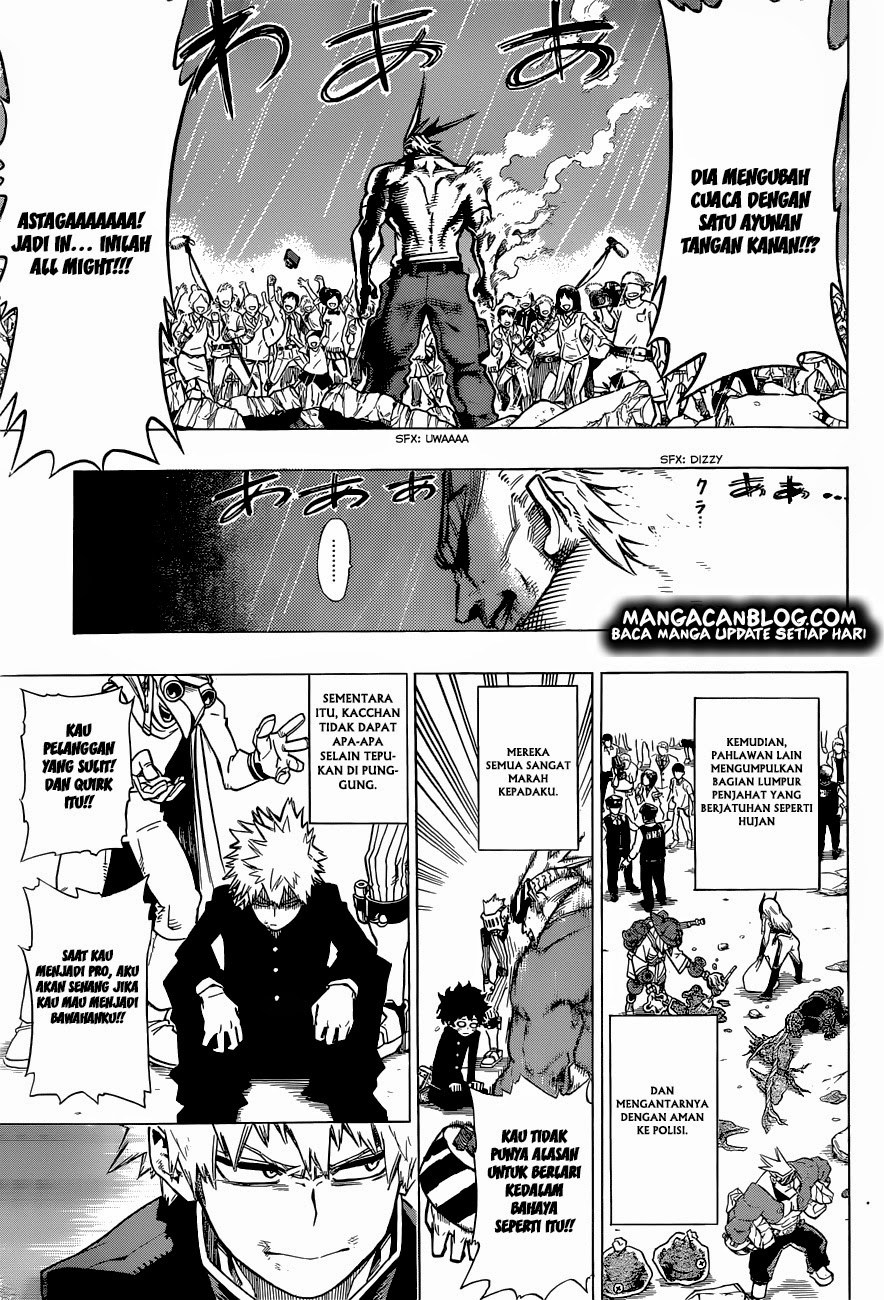 わああ
DIA MENGUBAH
CUACA DENGAN
SATU AYUNAN
TANGAN KANAN!!?
ASTAGAAAAAAA!
JADI IN... INILAH
ALL MIGHT!!!
SFX: UWAAAA
SFX: DIZZY
ああ...
クラ...
あああ
.........
MANGACANBLOG.COM
BACA MANGA UPDATE SETIAP HARI
KEMUDIAN,
PAHLAWAN LAIN
MENGUMPULKAN
BAGIAN LUMPUR
PENJAHAT YANG
BERJATUHAN SEPERTI
HUJAN
DAN
MENGANTARNYA
DENGAN AMAN
KE POLISI.
MEREKA
SEMUA SANGAT
MARAH
KEPADAKU.
KAU TIDAK
PUNYA ALASAN
UNTUK BERLARI
KEDALAM
BAHAYA
SEPERTI ITU!!
SEMENTARA
ITU, KACCHAN
TIDAK DAPAT
APA-APA
SELAIN TEPU-
KAN DI PUNG-
GUNG.
KAU
PELANGGAN
YANG SULIT!
DAN QUIRK
ITU!!
SAAT KAU
MENJADI PRO, AKU
AKAN SENANG JIKA
KAU MAU MENJADI
BAWAHANKU!!